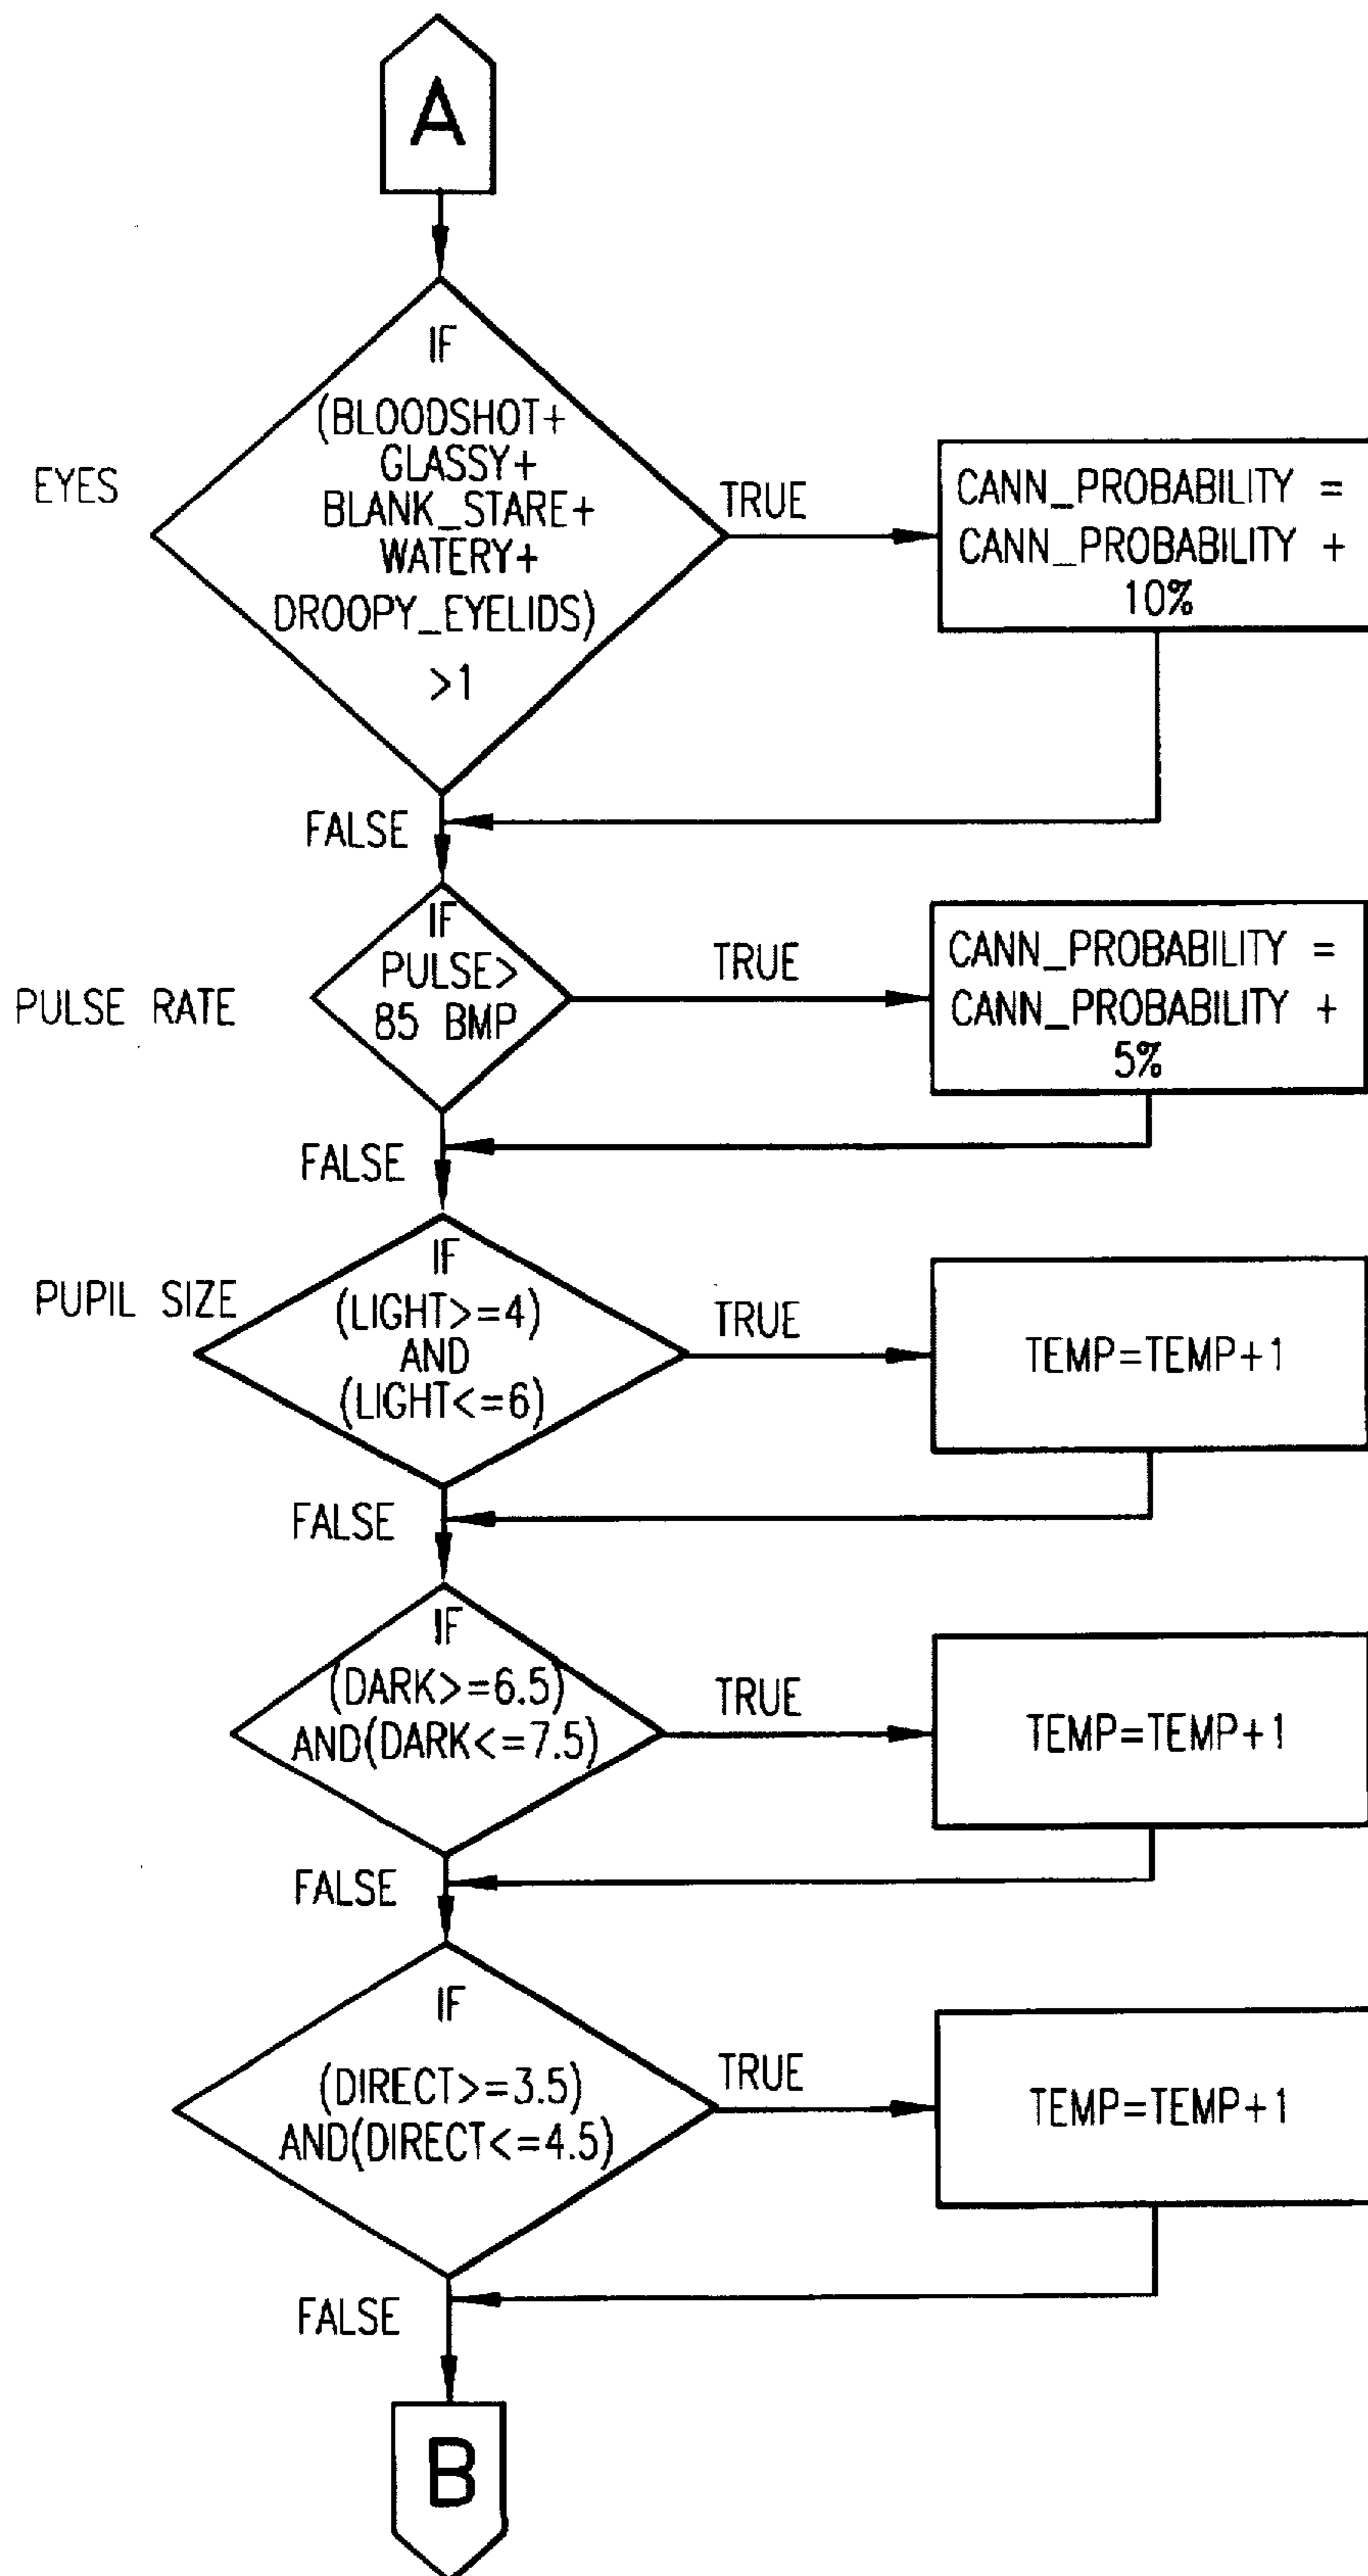 A
IF
(BLOODSHOT+
GLASSY+
BLANK_STARE+
WATERY+
DROOPY_EYELIDS)
>1
EYES
TRUE
CANN_PROBABILITY =
CANN_PROBABILITY +
10%
FALSE
IF
PULSE>
85 BMP
PULSE RATE
TRUE
CANN_PROBABILITY =
CANN_PROBABILITY +
5%
FALSE
PUPIL SIZE
IF
(LIGHT>=4)
AND
(LIGHT<=6)
TRUE
TEMP=TEMP+1
FALSE
IF
(DARK>=6.5)
AND(DARK<=7.5)
TRUE
TEMP=TEMP+1
FALSE
IF
(DIRECT>=3.5)
AND(DIRECT<=4.5)
TRUE
TEMP=TEMP+1
FALSE
B